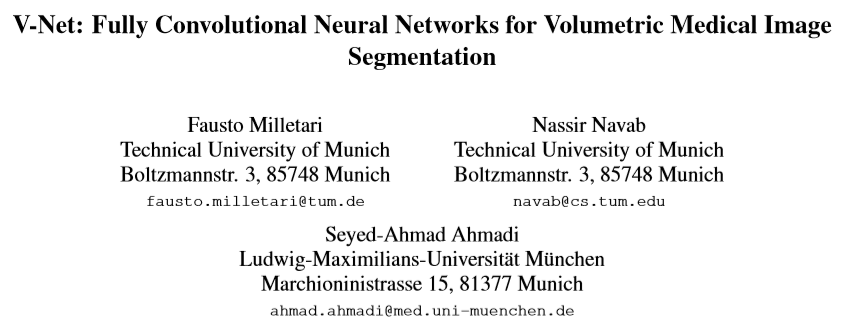 V-Net: Fully Convolutional Neural Networks for Volumetric Medical Image
Segmentation
Fausto Milletari
Technical University of Munich
Boltzmannstr. 3, 85748 Munich
fausto.milletari@tum.de
Nassir Navab
Technical University of Munich
Boltzmannstr. 3, 85748 Munich
navab@cs.tum.edu
Seyed-Ahmad Ahmadi
Ludwig-Maximilians-Universität München
Marchioninistrasse 15, 81377 Munich
ahmad.ahmadi@med.uni-muenchen.de